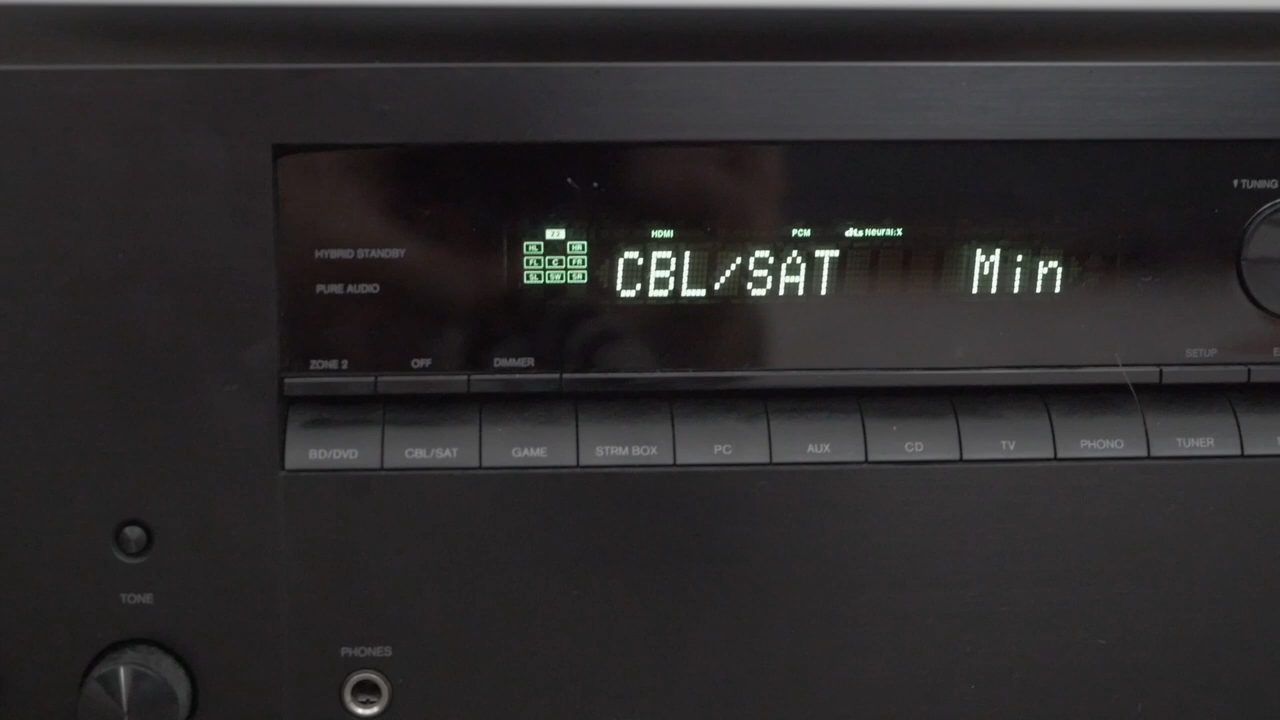 TUNING
Z2 HDMI PCM dts Neural:X
HL HR
FL C FR
SL SW SR
CBL/SAT Min
HYBRID STANDBY
PURE AUDIO
ZONE 2 OFF DIMMER SETUP
BD/DVD CBL/SAT GAME STRM BOX PC AUX CD TV PHONO TUNER
TONE
PHONES